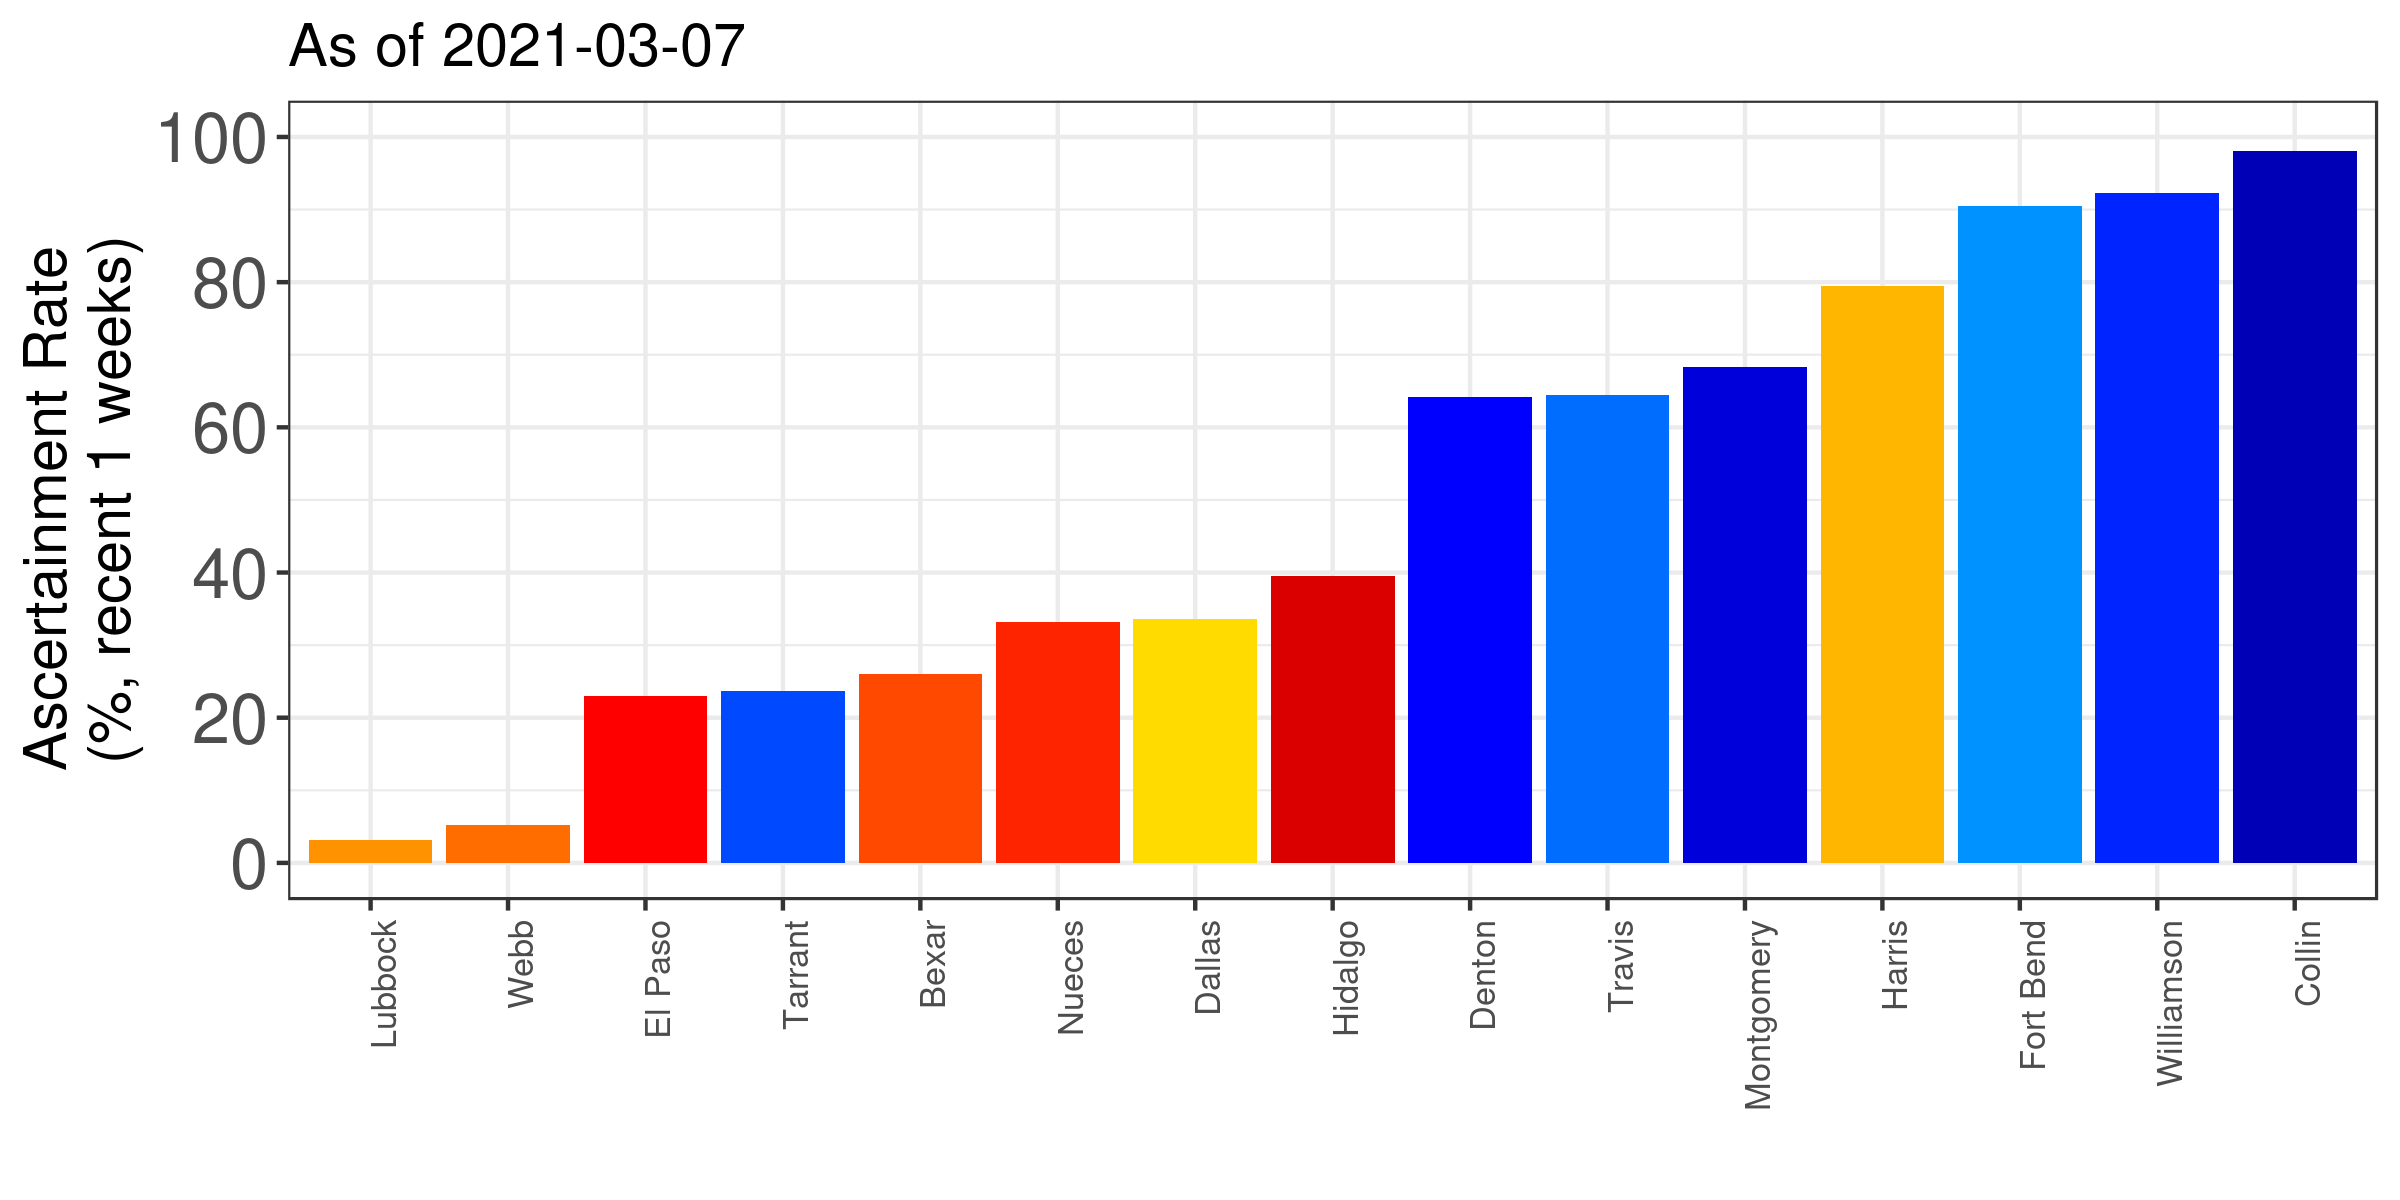 As of 2021-03-07
Ascertainment Rate
(%, recent 1 weeks)
100
80
60
40
20
0
Lubbock
Webb
El Paso
Tarrant
Bexar
Nueces
Dallas
Hidalgo
Denton
Travis
Montgomery
Harris
Fort Bend
Williamson
Collin